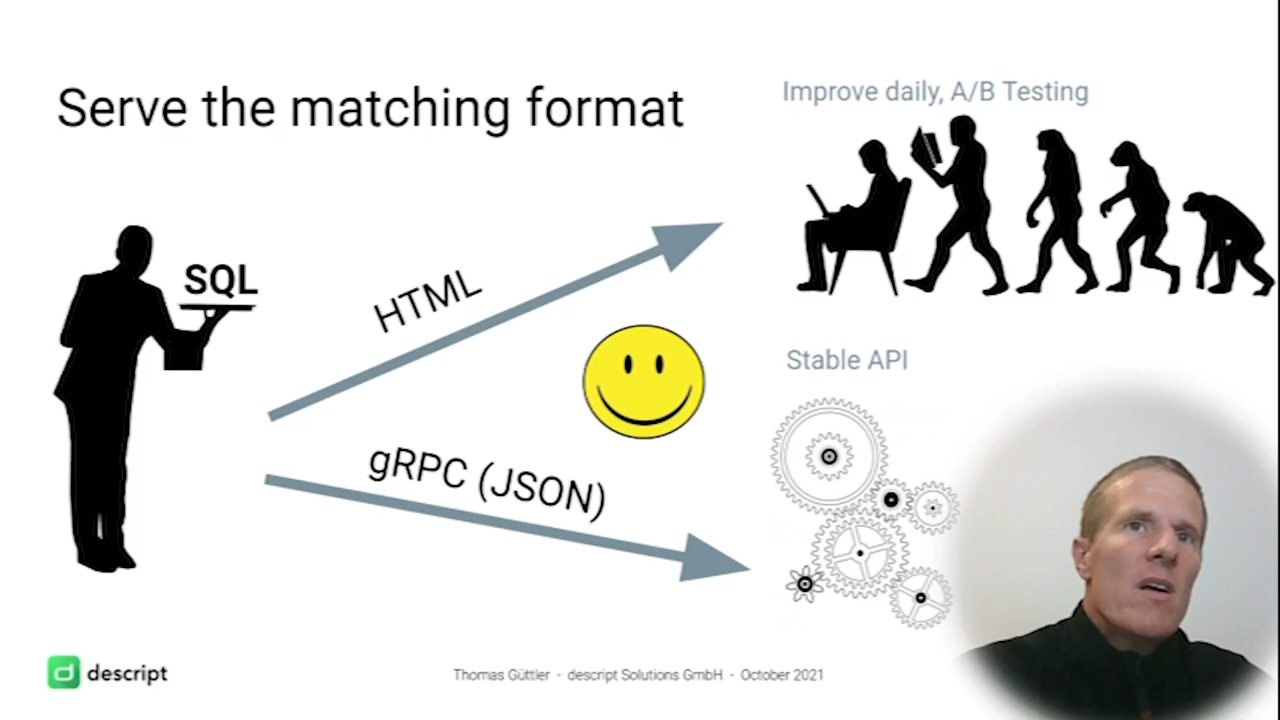 Serve the matching format
Improve daily, A/B Testing
SQL
HTML
Stable API
gRPC (JSON)
descript
Thomas Güttler - descript Solutions GmbH - October 2021